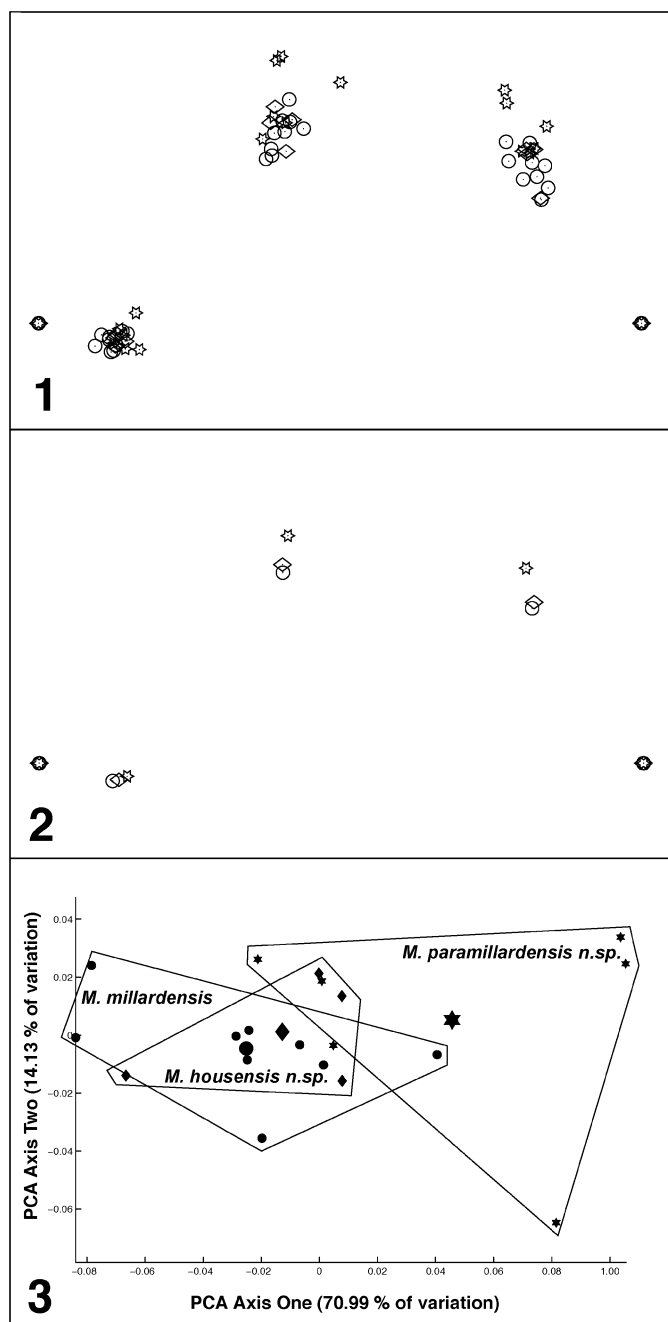 1
2
PCA Axis Two (14.13 % of variation)
0.04
0.02
0
−0.02
−0.04
−0.06
M. paramillardensis n.sp.
M. millardensis
M. housensis n.sp.
−0.08 −0.06 −0.04 −0.02 0 0.02 0.04 0.06 0.08 1.00
3
PCA Axis One (70.99 % of variation)